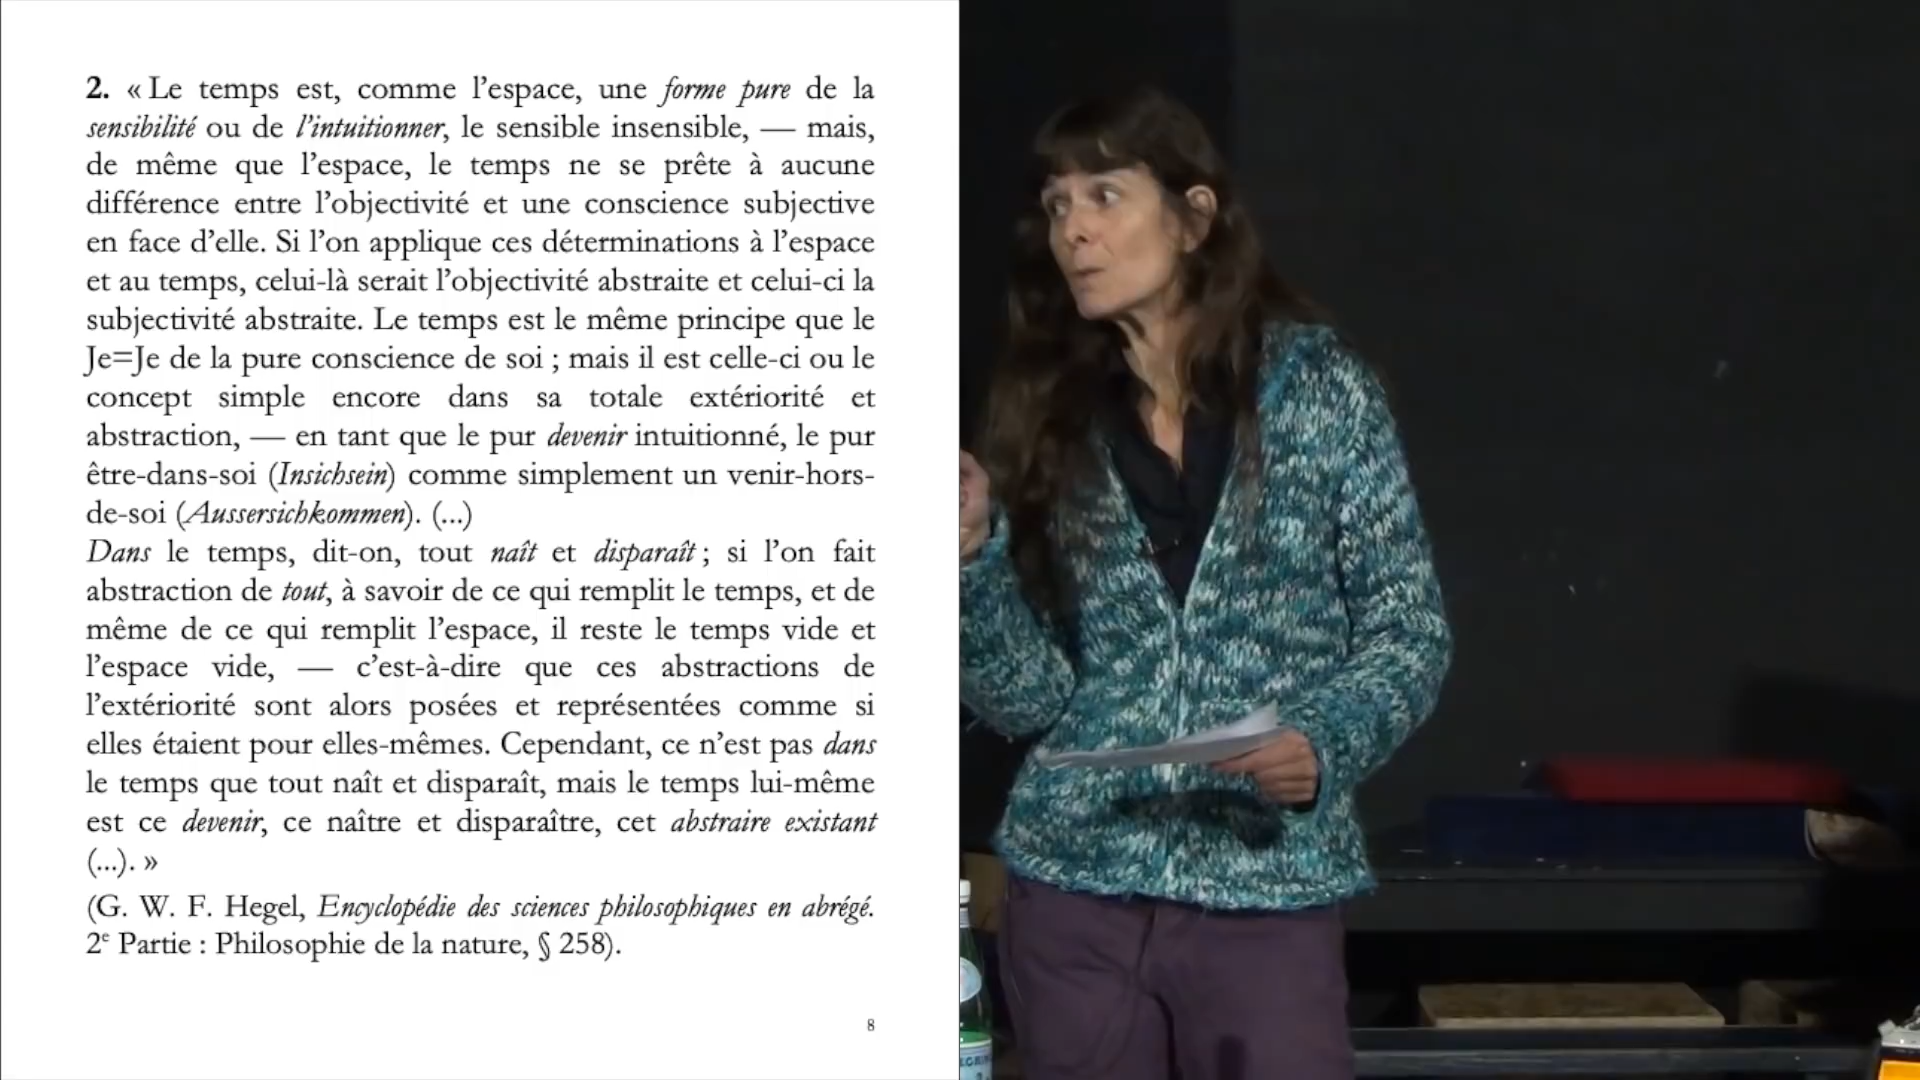 2. « Le temps est, comme l’espace, une forme pure de la
sensibilité ou de l’intuitionner, le sensible insensible, — mais,
de même que l’espace, le temps ne se prête à aucune
différence entre l’objectivité et une conscience subjective
en face d’elle. Si l’on applique ces déterminations à l’espace
et au temps, celui-là serait l’objectivité abstraite et celui-ci la
subjectivité abstraite. Le temps est le même principe que le
Je=Je de la pure conscience de soi ; mais il est celle-ci ou le
concept simple encore dans sa totale extériorité et
abstraction, — en tant que le pur devenir intuitionné, le pur
être-dans-soi (Insichsein) comme simplement un venir-hors-
de-soi (Aussersichkommen). (...)
Dans le temps, dit-on, tout naît et disparaît ; si l’on fait
abstraction de tout, à savoir de ce qui remplit le temps, et de
même de ce qui remplit l’espace, il reste le temps vide et
l’espace vide, — c’est-à-dire que ces abstractions de
l’extériorité sont alors posées et représentées comme si
elles étaient pour elles-mêmes. Cependant, ce n’est pas dans
le temps que tout naît et disparaît, mais le temps lui-même
est ce devenir, ce naître et disparaître, cet abstraire existant
(...). »
(G. W. F. Hegel, Encyclopédie des sciences philosophiques en abrégé.
2e Partie : Philosophie de la nature, § 258).
8